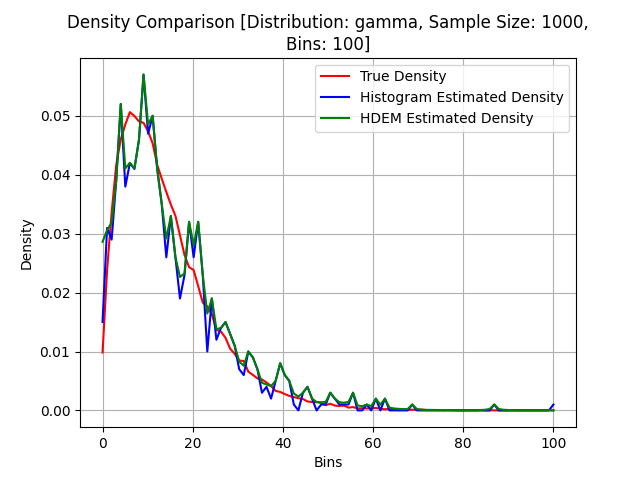 Density Comparison [Distribution: gamma, Sample Size: 1000,
Bins: 100]
True Density
Histogram Estimated Density
HDEM Estimated Density
Density
0.05
0.04
0.03
0.02
0.01
0.00
0 20 40 60 80 100
Bins